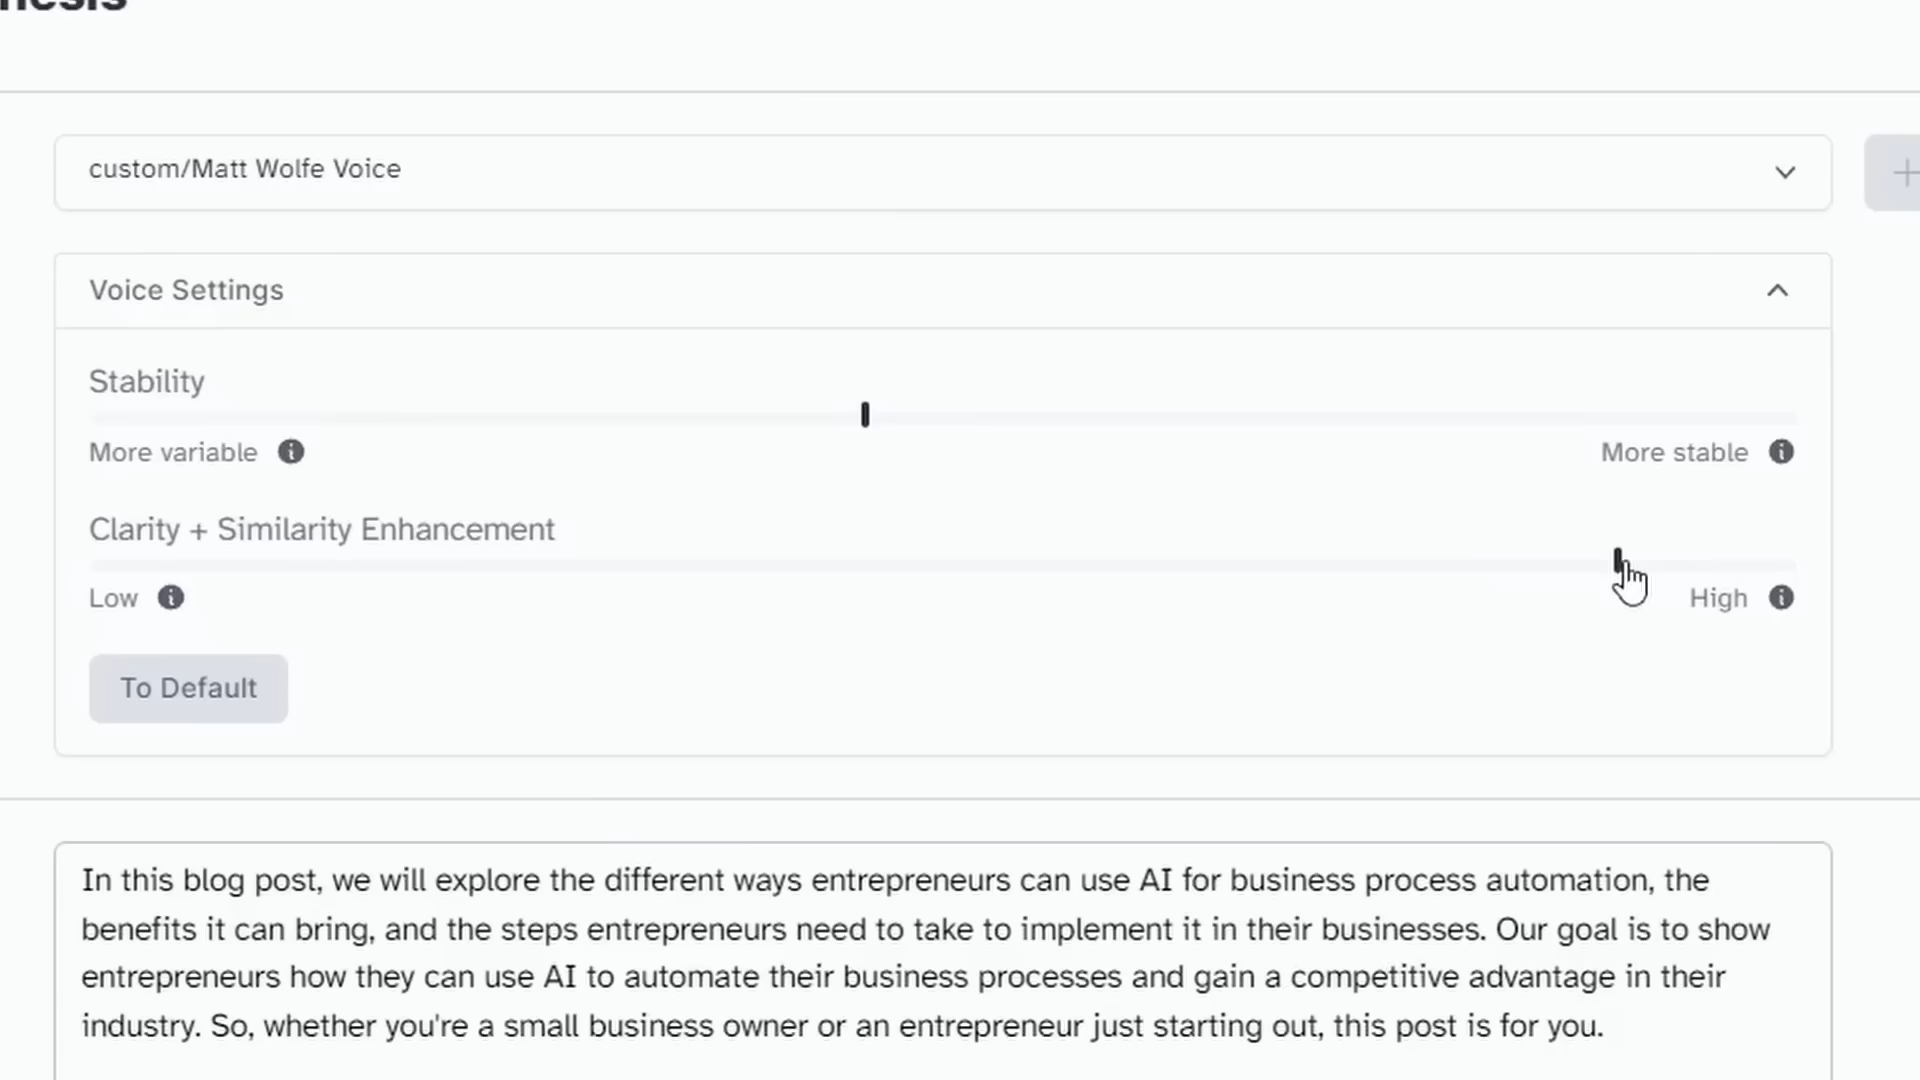 custom/Matt Wolfe Voice
Voice Settings
Stability
More variable
More stable
Clarity + Similarity Enhancement
Low
High
To Default
In this blog post, we will explore the different ways entrepreneurs can use AI for business process automation, the
benefits it can bring, and the steps entrepreneurs need to take to implement it in their businesses. Our goal is to show
entrepreneurs how they can use AI to automate their business processes and gain a competitive advantage in their
industry. So, whether you're a small business owner or an entrepreneur just starting out, this post is for you.